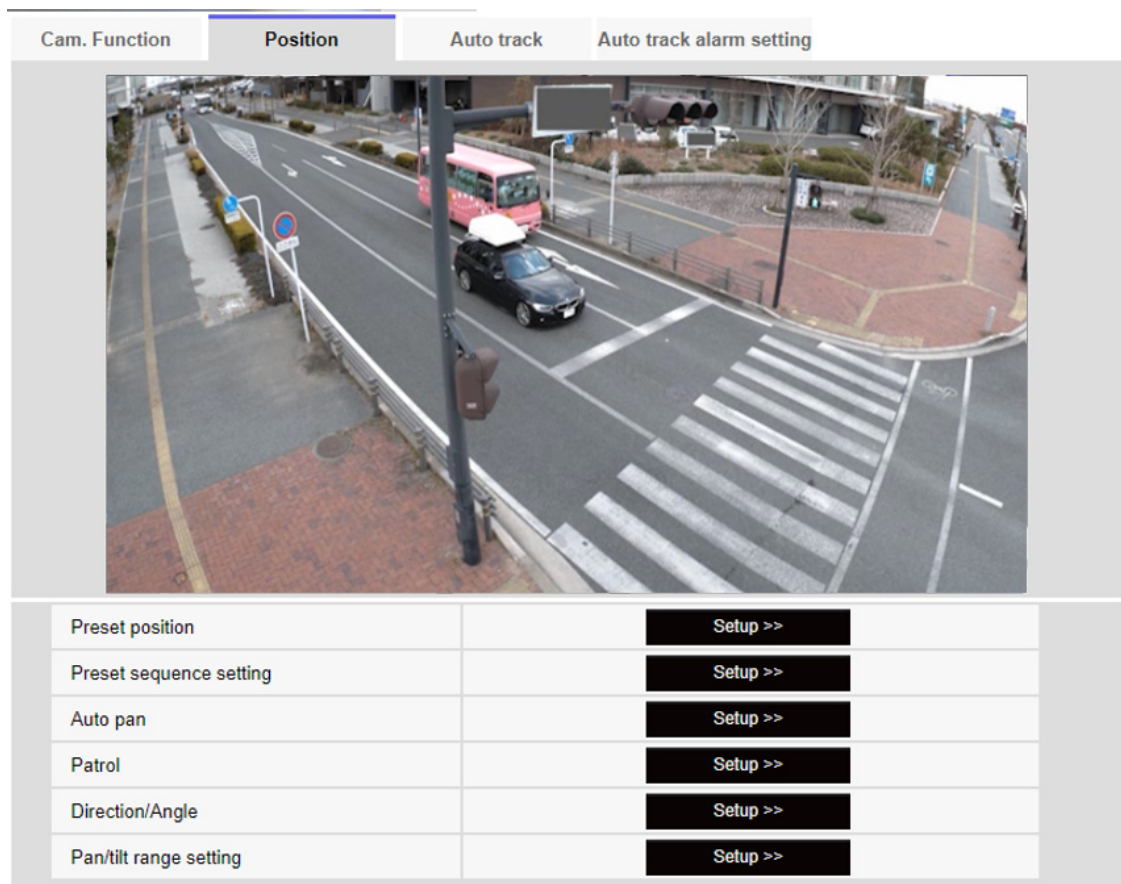 Cam. Function
Position
Auto track
Auto track alarm setting
Preset position
Setup >>
Preset sequence setting
Setup >>
Auto pan
Setup >>
Patrol
Setup >>
Direction/Angle
Setup >>
Pan/tilt range setting
Setup >>